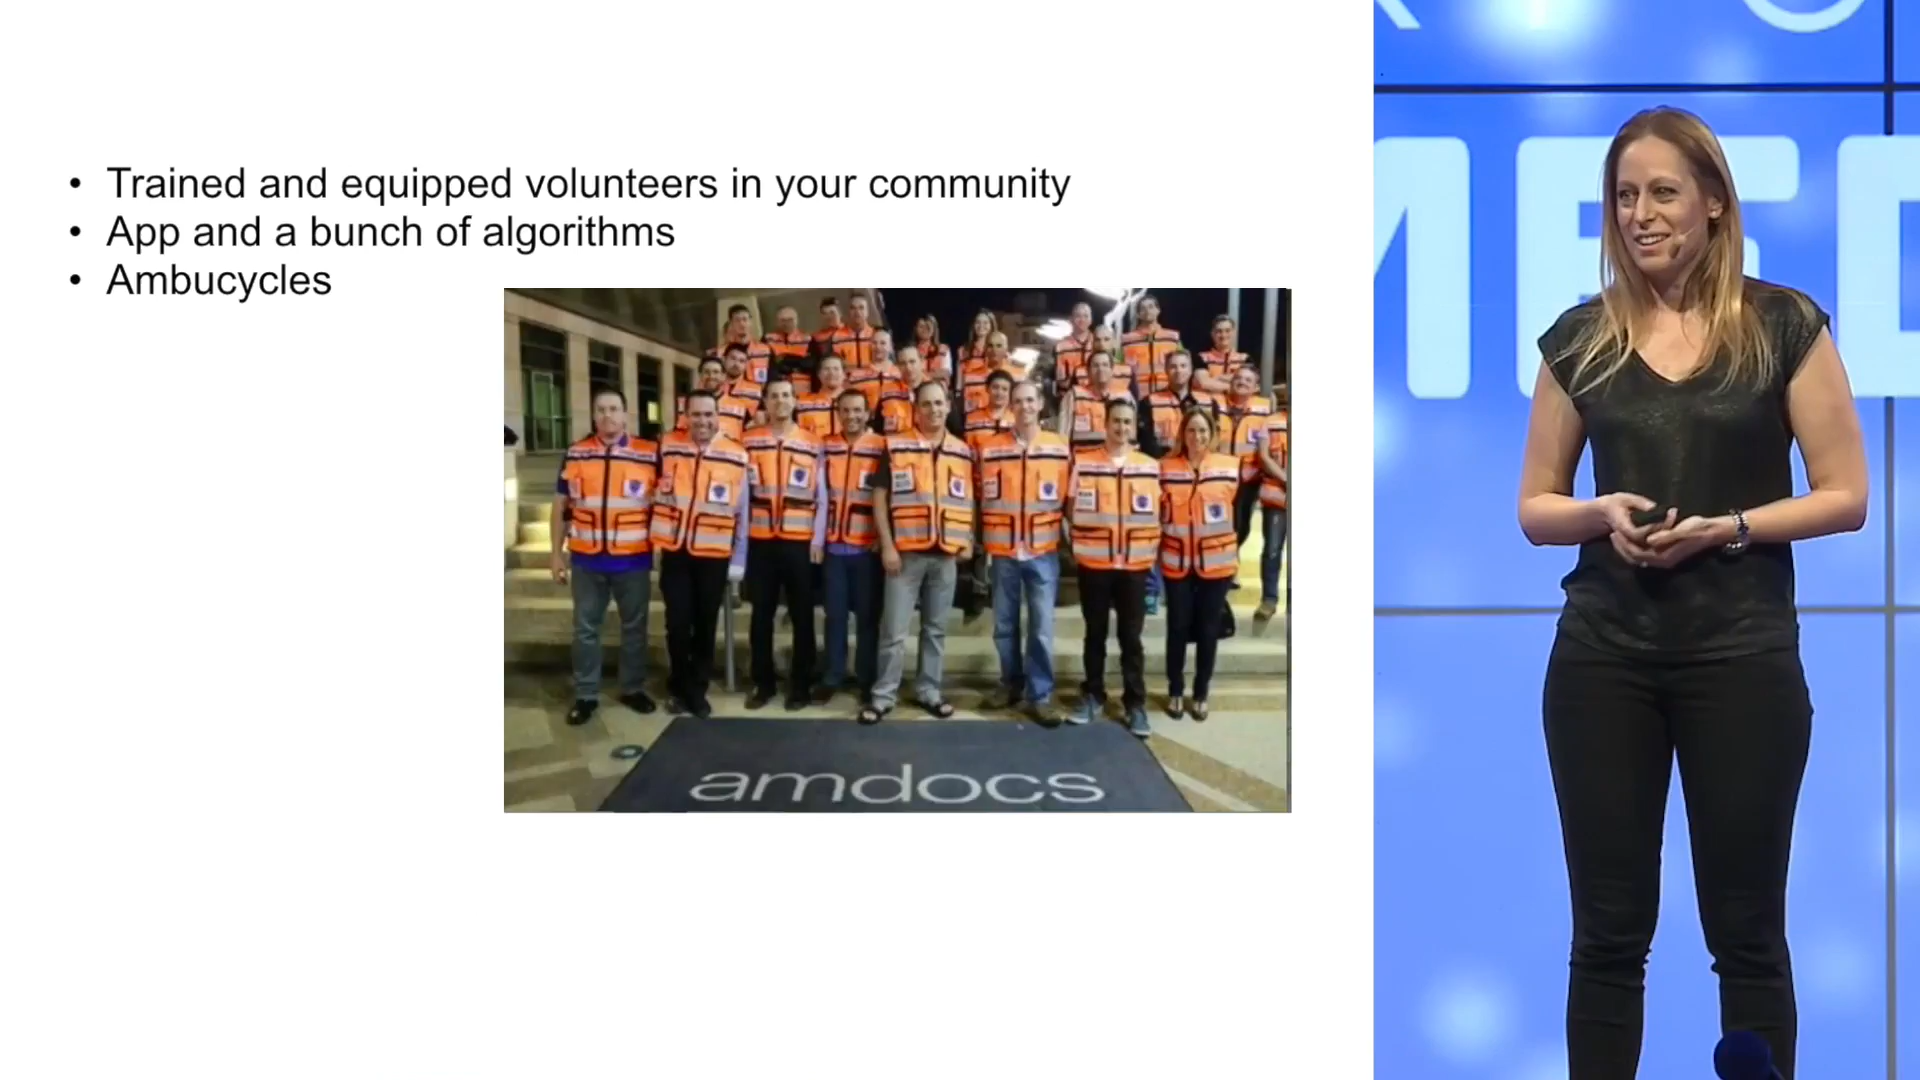 • Trained and equipped volunteers in your community
• App and a bunch of algorithms
• Ambucycles
amdocs